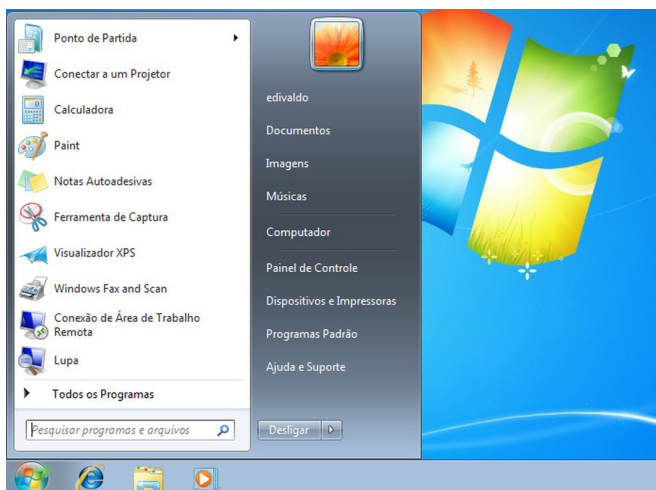 Ponto de Partida
Conectar a um Projetor
Calculadora
Paint
Notas Autoadesivas
Ferramenta de Captura
Visualizador XPS
Windows Fax and Scan
Conexão de Área de Trabalho
Remota
Lupa
Todos os Programas
Pesquisar programas e arquivos
edivaldo
Documentos
Imagens
Músicas
Computador
Painel de Controle
Dispositivos e Impressoras
Programas Padrão
Ajuda e Suporte
Desligar